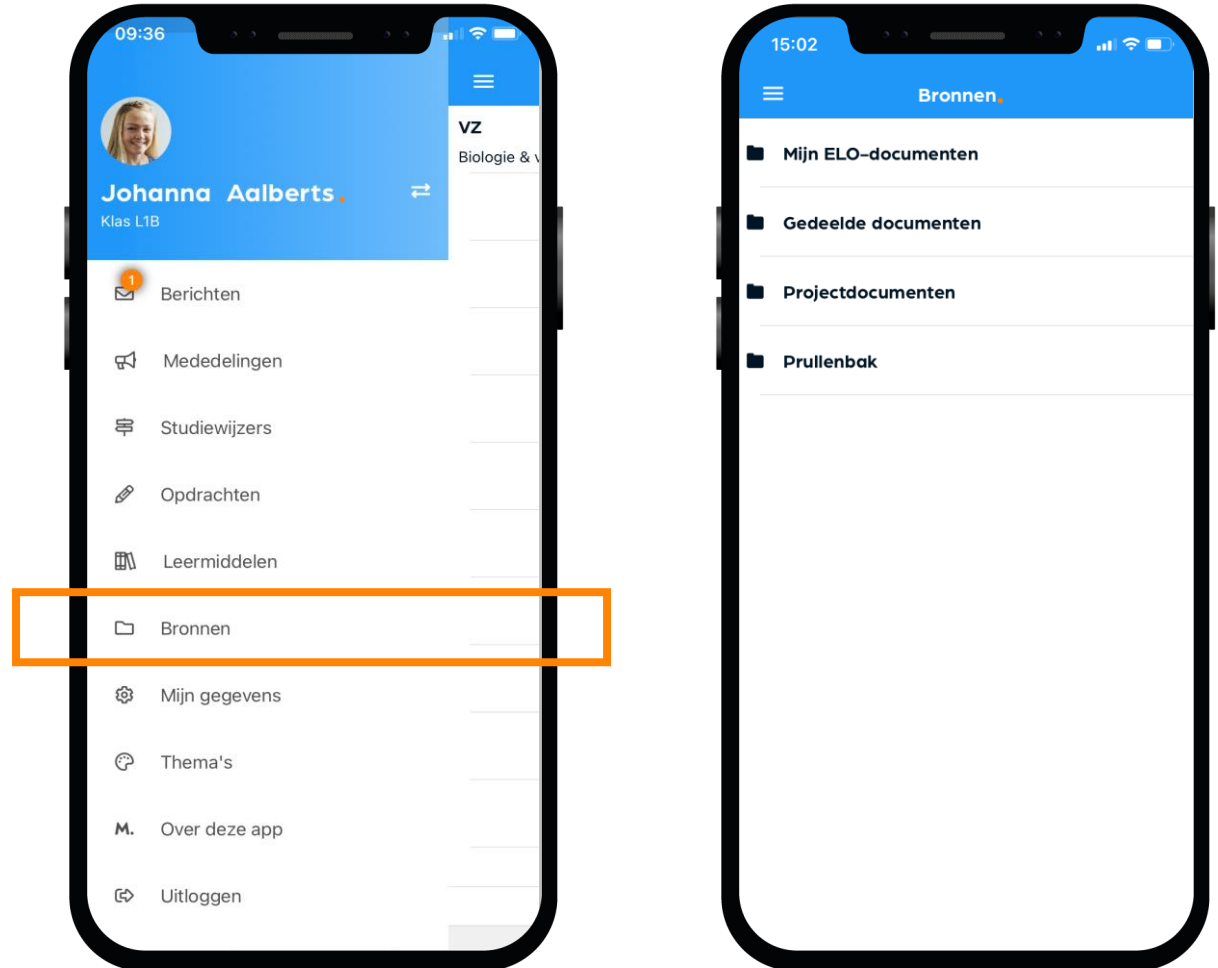 09:36
VZ
Biologie & v
Johanna Aalberts.
Klas L1B
1
Berichten
Mededelingen
Studiewijzers
Opdrachten
Leermiddelen
Bronnen
Mijn gegevens
Thema's
M. Over deze app
Uitloggen
15:02
Bronnen.
Mijn ELO-documenten
Gedeelde documenten
Projectdocumenten
Prullenbak